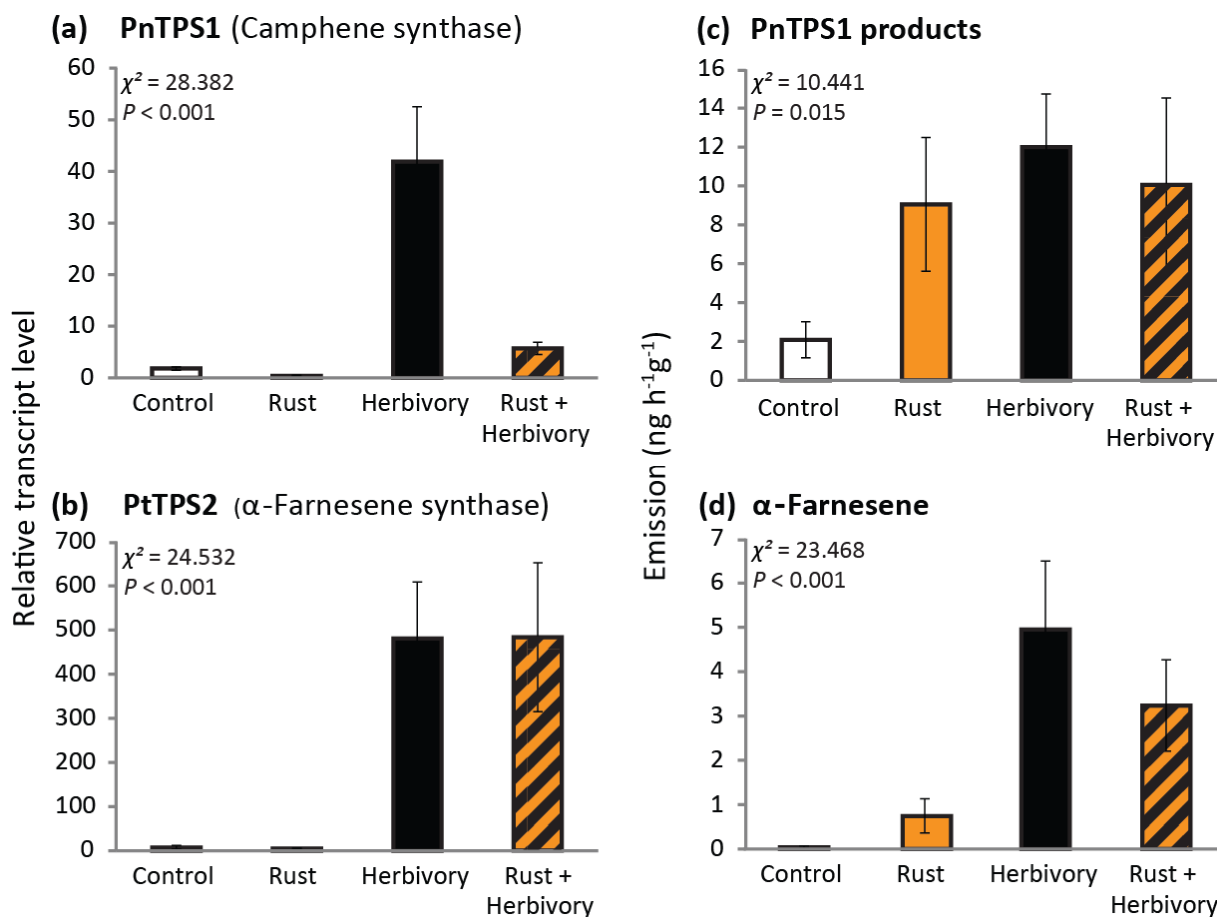 (a) PnTPS1 (Camphene synthase)
χ² = 28.382
P < 0.001
60
50
40
30
20
10
0
Control
Rust
Herbivory
Rust +
Herbivory
Relative transcript level
(b) PtTPS2 (α-Farnesene synthase)
χ² = 24.532
P < 0.001
700
600
500
400
300
200
100
0
Control
Rust
Herbivory
Rust +
Herbivory
(c) PnTPS1 products
χ² = 10.441
P = 0.015
16
14
12
10
8
6
4
2
0
Control
Rust
Herbivory
Rust +
Herbivory
Emission (ng h⁻¹g⁻¹)
(d) α-Farnesene
χ² = 23.468
P < 0.001
7
6
5
4
3
2
1
0
Control
Rust
Herbivory
Rust +
Herbivory